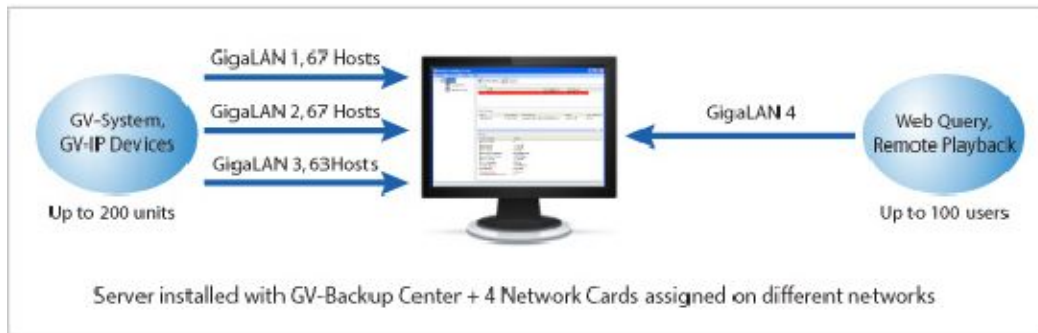 GigaLAN 1, 67 Hosts
GigaLAN 2, 67 Hosts
GigaLAN 3, 63Hosts
GV-System,
GV-IP Devices
Up to 200 units
GigaLAN 4
Web Query,
Remote Playback
Up to 100 users
Server installed with GV-Backup Center + 4 Network Cards assigned on different networks